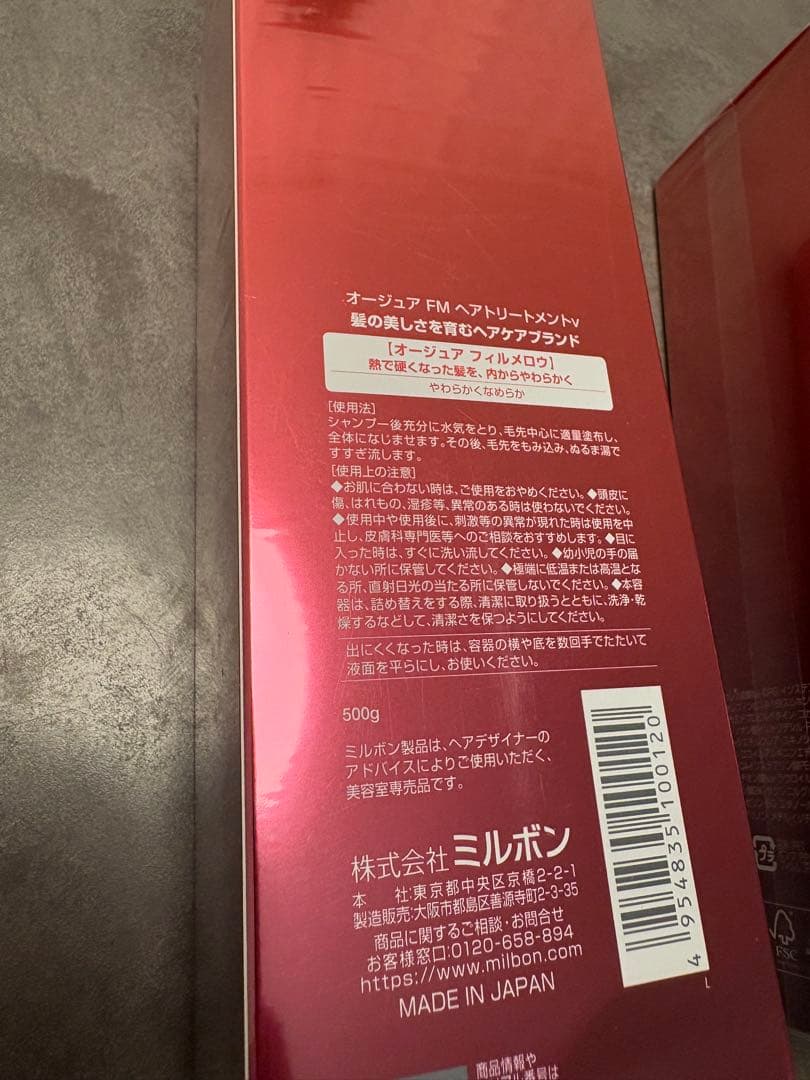 オージュア FM ヘアトリートメントv
髪の美しさを育むヘアケアブランド
【オージュア フィルメロウ】
熱で硬くなった髪を、内からやわらかく
やわらかくなめらか
[使用法]
シャンプー後充分に水気をとり、毛先中心に適量塗布し、
全体になじませます。その後、毛先をもみ込み、ぬるま湯で
すすぎ流します。
[使用上の注意]
◆お肌に合わない時は、ご使用をおやめください。◆頭皮に
傷、はれもの、湿疹等、異常のある時は使わないでください。
◆使用中や使用後に、刺激等の異常が現れた時は使用を中
止し、皮膚科専門医等へのご相談をおすすめします。◆目に
入った時は、すぐに洗い流してください。◆幼小児の手の届
かない所に保管してください。◆極端に低温または高温とな
る所、直射日光の当たる所に保管しないでください。◆本容
器は、詰め替えをする際、清潔に取り扱うとともに、洗浄・乾
燥するなどして、清潔さを保つようにしてください。
出にくくなった時は、容器の横や底を数回手でたたいて
液面を平らにし、お使いください。
500g
ミルボン製品は、ヘアデザイナーの
アドバイスによりご使用いただく、
美容室専売品です。
株式会社ミルボン
本 社:東京都中央区京橋2-2-1
製造販売:大阪市都島区善源寺町2-3-35
商品に関するご相談・お問合せ
お客様窓口:0120-658-894
https://www.milbon.com
MADE IN JAPAN
4954835100120
L
商品情報や
番号は
プラ
FSC